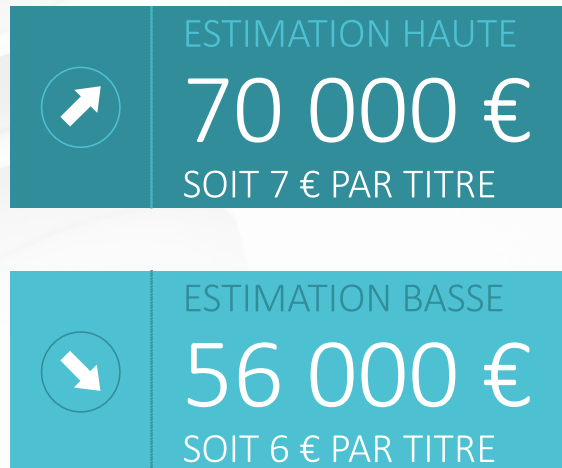 ESTIMATION HAUTE
70 000 €
SOIT 7 € PAR TITRE
ESTIMATION BASSE
56 000 €
SOIT 6 € PAR TITRE